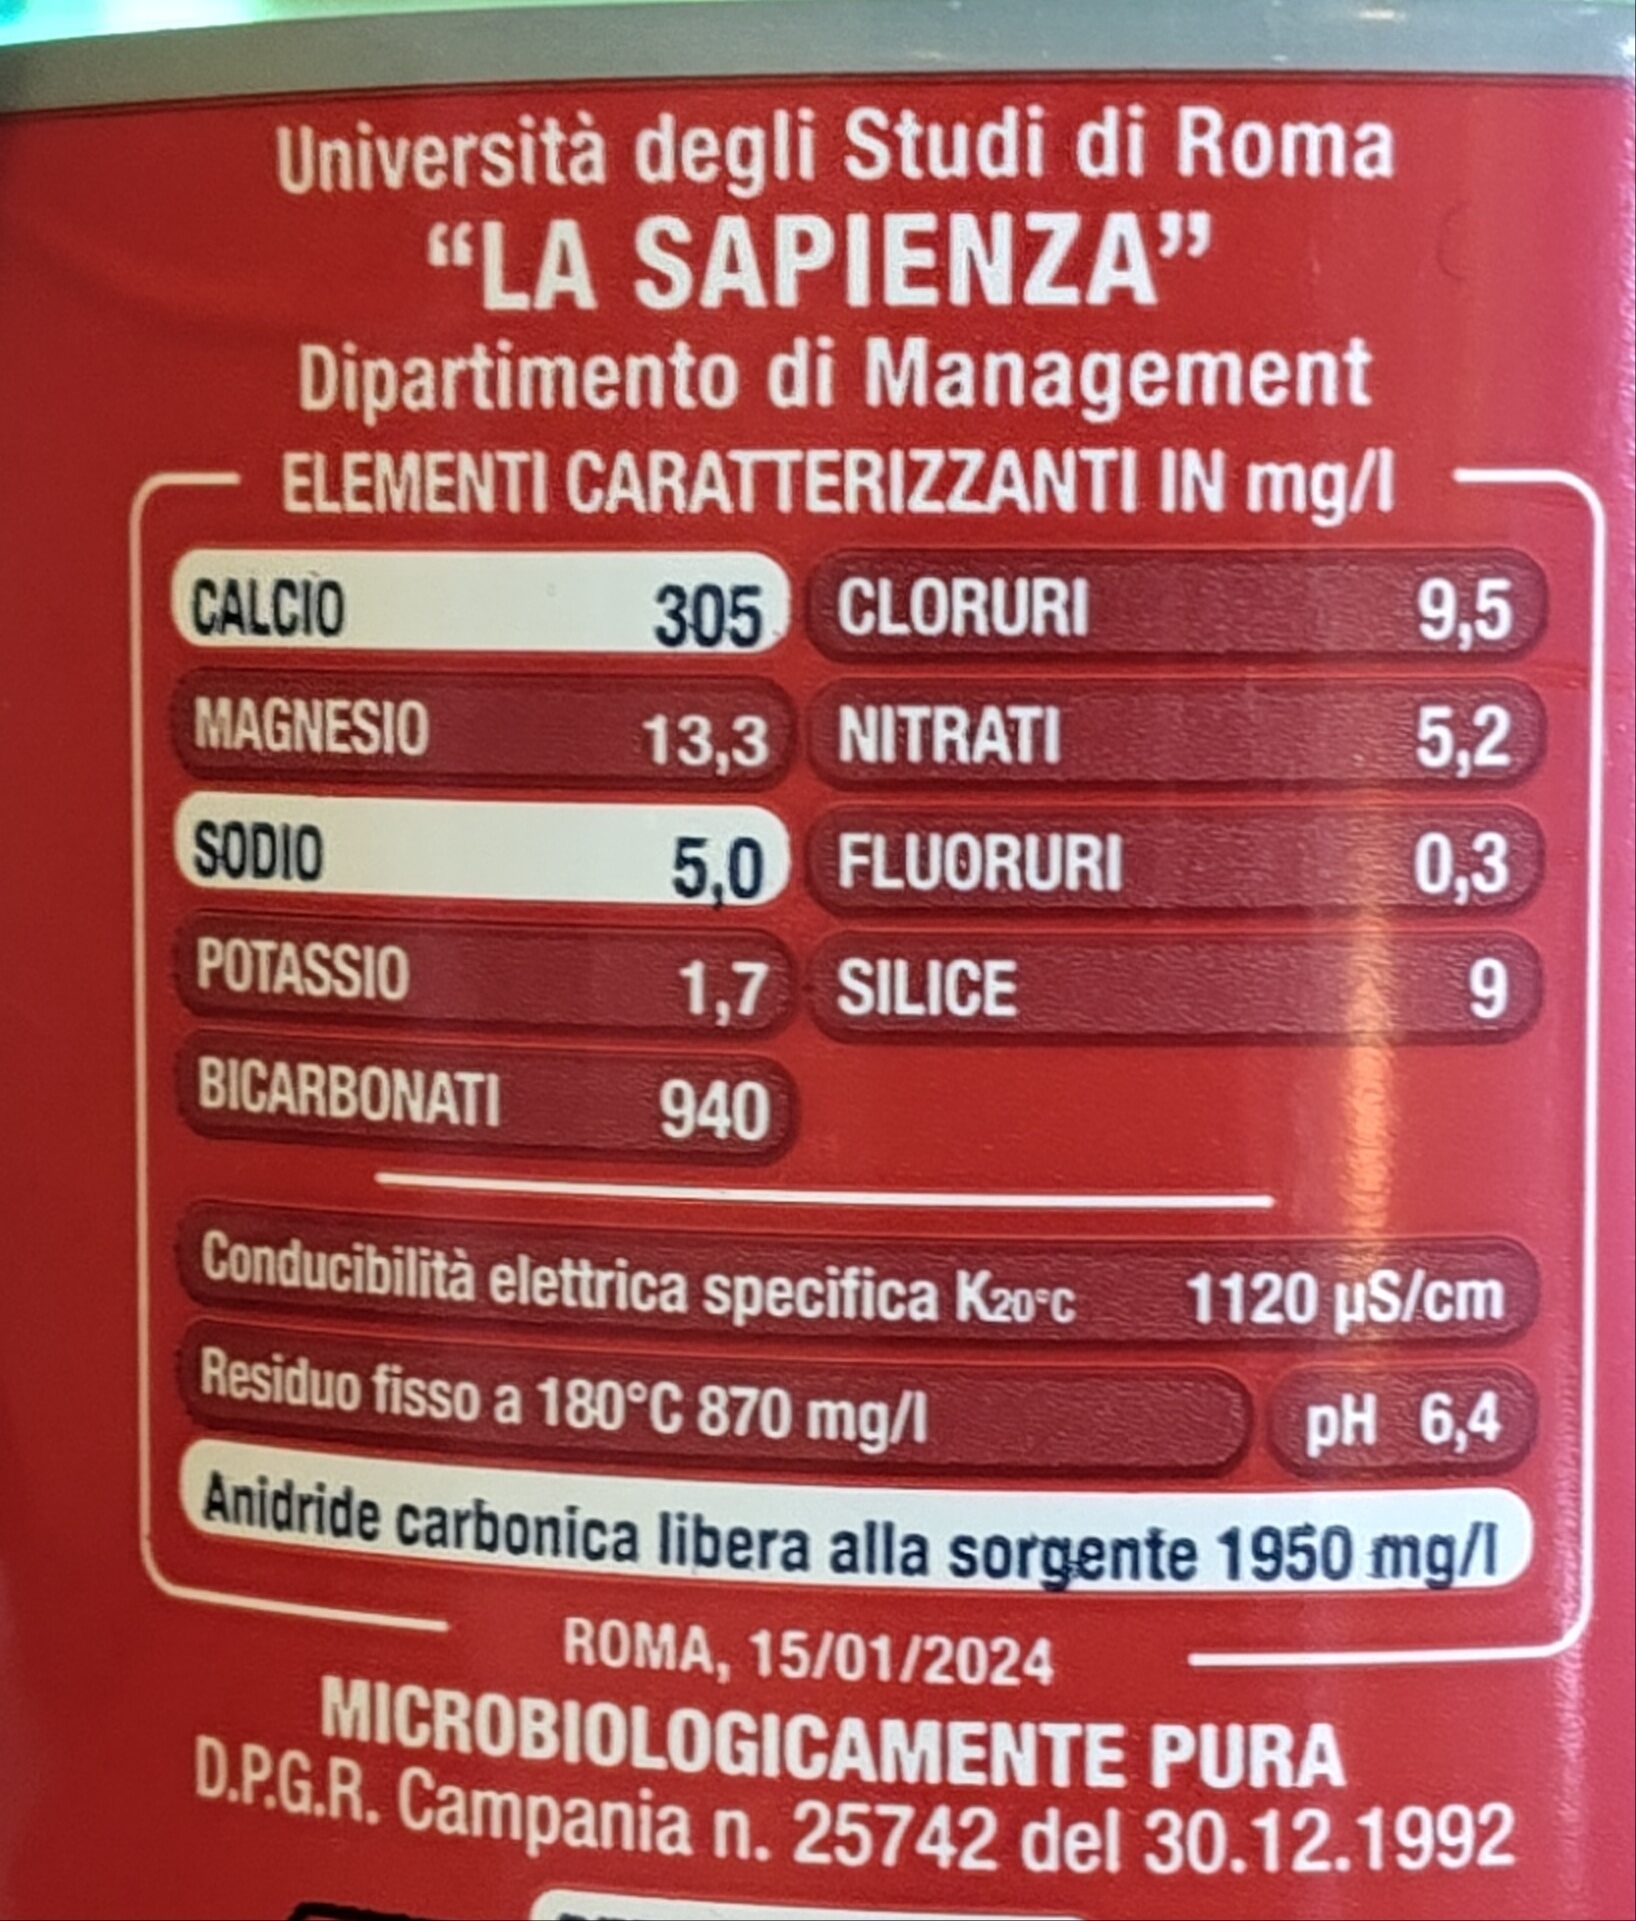 Università degli Studi di Roma
“LA SAPIENZA”
Dipartimento di Management
ELEMENTI CARATTERIZZANTI IN mg/l
CALCIO 305 CLORURI 9,5
MAGNESIO 13,3 NITRATI 5,2
SODIO 5,0 FLUORURI 0,3
POTASSIO 1,7 SILICE 9
BICARBONATI 940
Conducibilità elettrica specifica K20°C 1120 µS/cm
Residuo fisso a 180°C 870 mg/l pH 6,4
Anidride carbonica libera alla sorgente 1950 mg/l
ROMA, 15/01/2024
MICROBIOLOGICAMENTE PURA
D.P.G.R. Campania n. 25742 del 30.12.1992